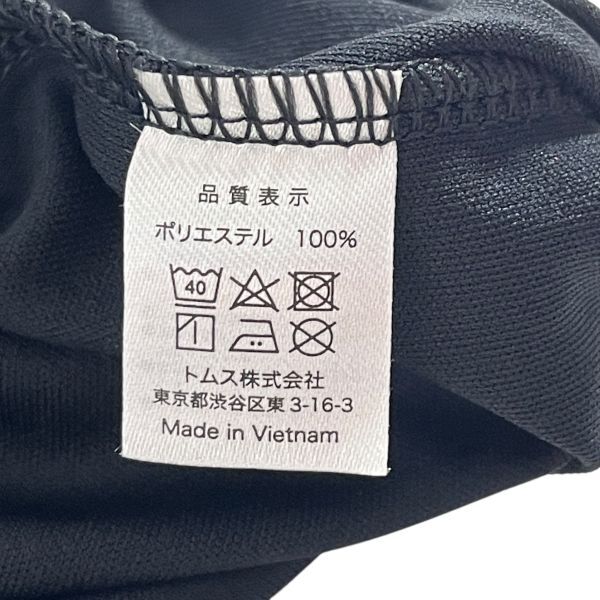 品質表示
ポリエステル 100%
40
トムス株式会社
東京都渋谷区東3-16-3
Made in Vietnam